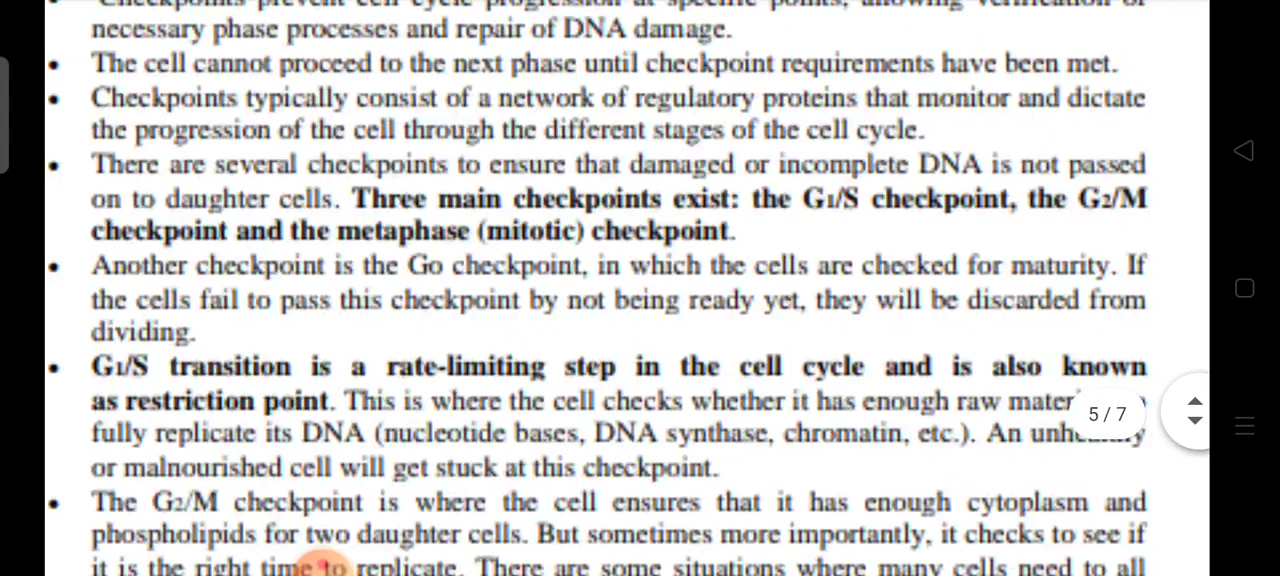 necessary phase processes and repair of DNA damage.
• The cell cannot proceed to the next phase until checkpoint requirements have been met.
• Checkpoints typically consist of a network of regulatory proteins that monitor and dictate
the progression of the cell through the different stages of the cell cycle.
• There are several checkpoints to ensure that damaged or incomplete DNA is not passed
on to daughter cells. Three main checkpoints exist: the G1/S checkpoint, the G2/M
checkpoint and the metaphase (mitotic) checkpoint.
• Another checkpoint is the Go checkpoint, in which the cells are checked for maturity. If
the cells fail to pass this checkpoint by not being ready yet, they will be discarded from
dividing.
• G1/S transition is a rate-limiting step in the cell cycle and is also known
as restriction point. This is where the cell checks whether it has enough raw
5 / 7
fully replicate its DNA (nucleotide bases, DNA synthase, chromatin, etc.). An
or malnourished cell will get stuck at this checkpoint.
• The G2/M checkpoint is where the cell ensures that it has enough cytoplasm and
phospholipids for two daughter cells. But sometimes more importantly, it checks to see if
it is the right time to replicate. There are some situations where many cells need to all